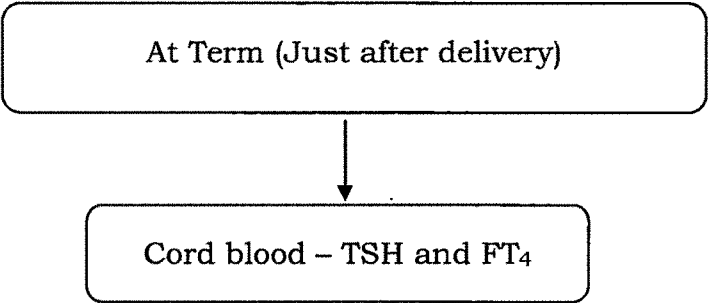 At Term (Just after delivery)
Cord blood – TSH and FT4